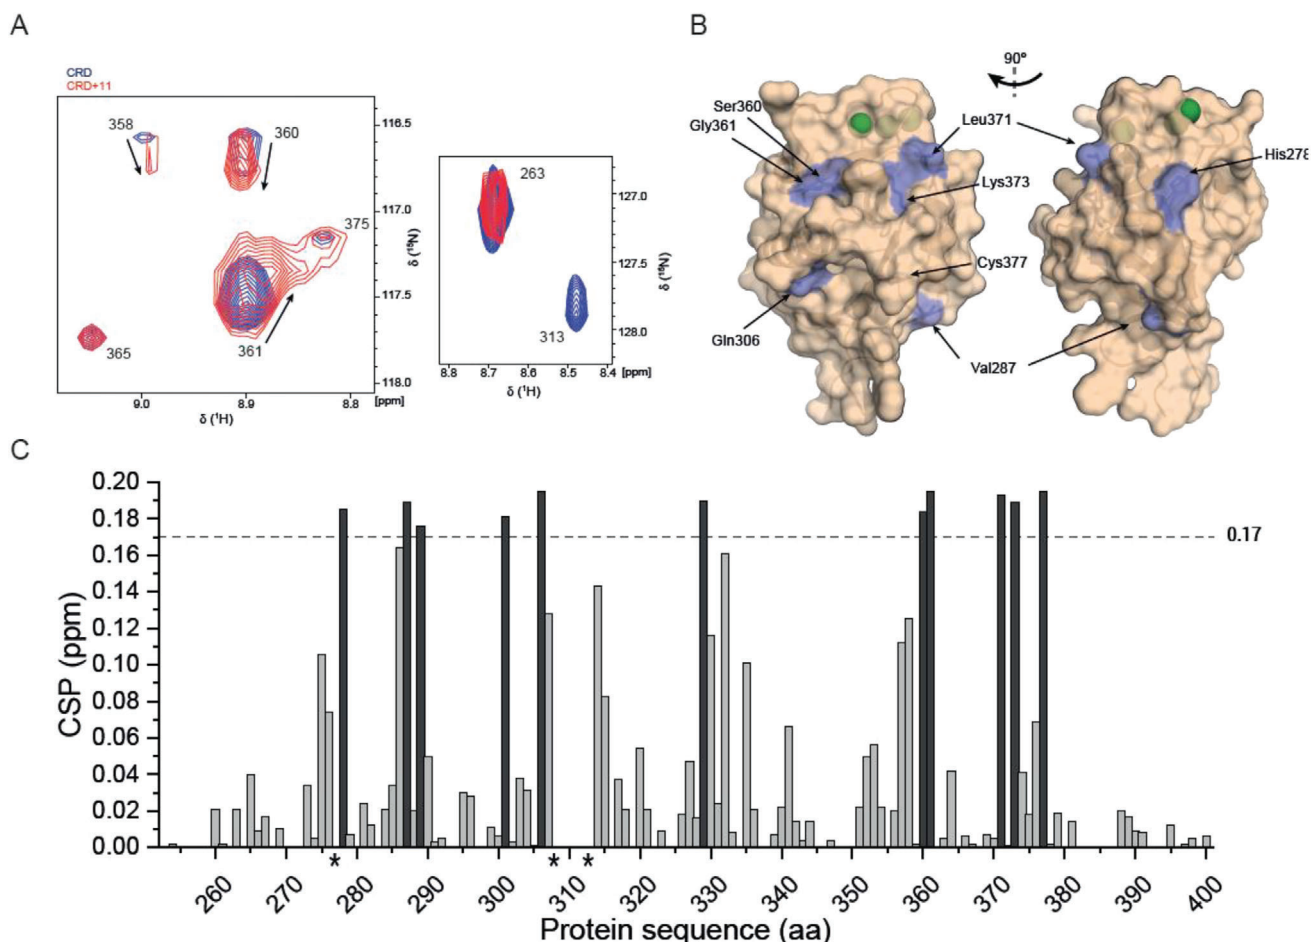 A
CRD
CRD+11
358
360
375
365
361
116.5
117.0
117.5
118.0
δ (¹⁵N)
9.0
8.9
8.8
[ppm]
δ (¹H)
263
313
127.0
127.5
128.0
δ (¹⁵N)
8.8
8.7
8.6
8.5
8.4
[ppm]
δ (¹H)
B
90°
Ser360
Gly361
Leu371
His278
Lys373
Cys377
Gln306
Val287
C
CSP (ppm)
0.20
0.18
0.16
0.14
0.12
0.10
0.08
0.06
0.04
0.02
0.00
0.17
* * *
260 270 280 290 300 310 320 330 340 350 360 370 380 390 400
Protein sequence (aa)